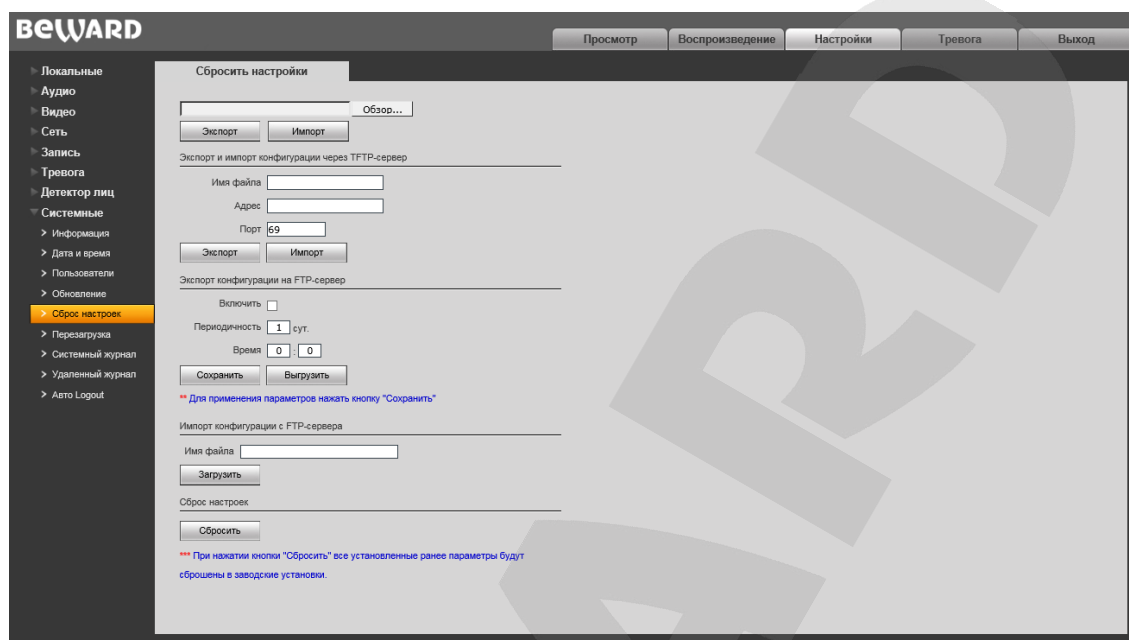 BEWARD
Просмотр Воспроизведение Настройки Тревога Выход
Локальные
Аудио
Видео
Сеть
Запись
Тревога
Детектор лиц
Системные
Информация
Дата и время
Пользователи
Обновление
Сброс настроек
Перезагрузка
Системный журнал
Удаленный журнал
Авто Logout
Сбросить настройки
Обзор...
Экспорт Импорт
Экспорт и импорт конфигурации через TFTP-сервер
Имя файла
Адрес
Порт 69
Экспорт Импорт
Экспорт конфигурации на FTP-сервер
Включить
Периодичность 1 сут.
Время 0 : 0
Сохранить Выгрузить
** Для применения параметров нажать кнопку "Сохранить"
Импорт конфигурации с FTP-сервера
Имя файла
Загрузить
Сброс настроек
Сбросить
*** При нажатии кнопки "Сбросить" все установленные ранее параметры будут
сброшены в заводские установки.